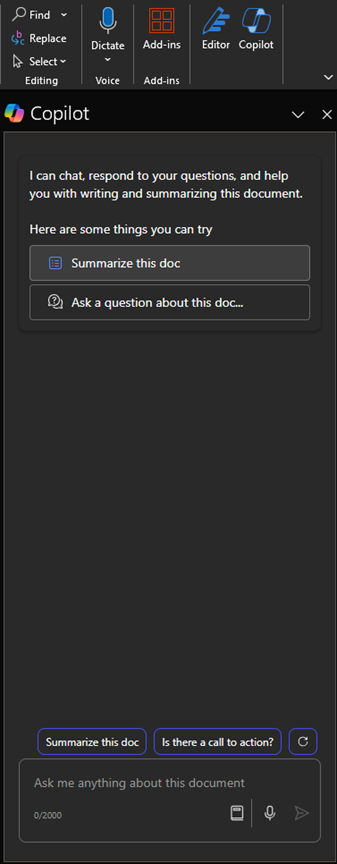 Find
Replace
Select
Editing
Dictate
Voice
Add-ins
Add-ins
Editor
Copilot
Copilot
I can chat, respond to your questions, and help
you with writing and summarizing this document.
Here are some things you can try
Summarize this doc
Ask a question about this doc...
Summarize this doc
Is there a call to action?
Ask me anything about this document
0/2000